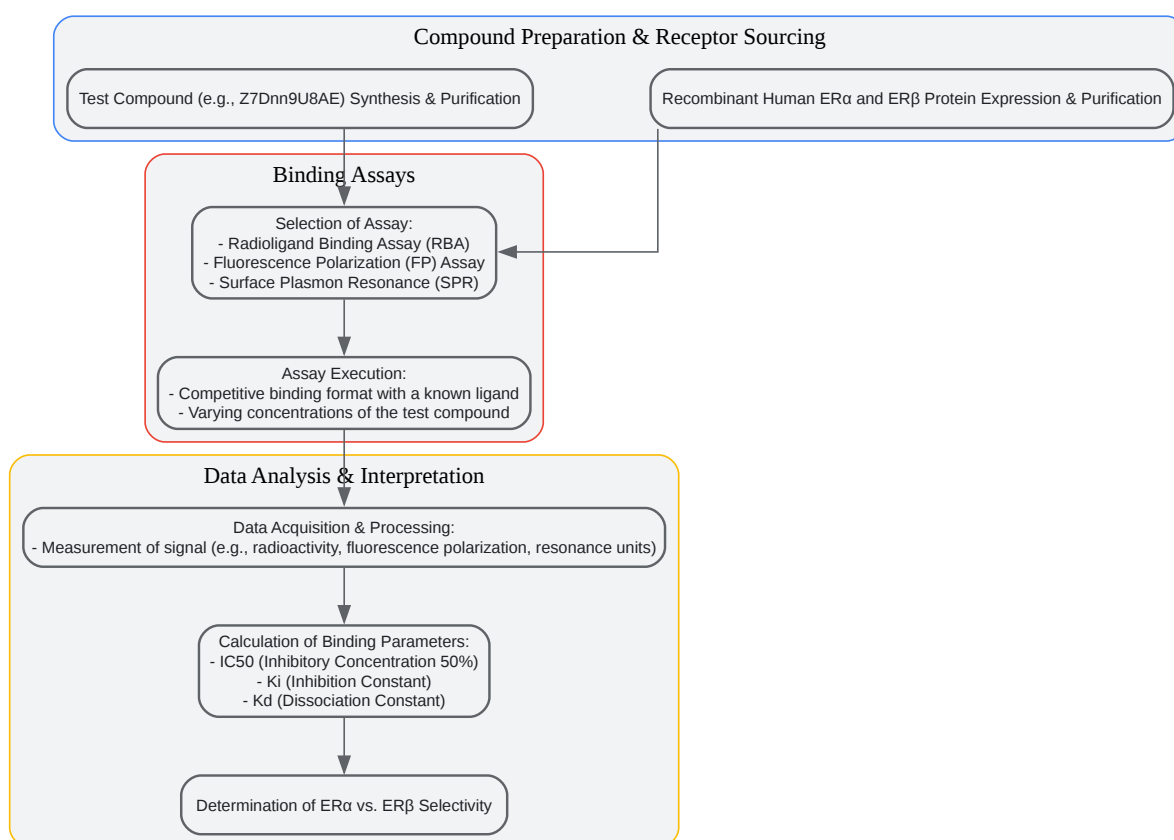 Compound Preparation & Receptor Sourcing
Test Compound (e.g., Z7Dnn9U8AE) Synthesis & Purification
Recombinant Human ERα and ERβ Protein Expression & Purification
Binding Assays
Selection of Assay:
- Radioligand Binding Assay (RBA)
- Fluorescence Polarization (FP) Assay
- Surface Plasmon Resonance (SPR)
Assay Execution:
- Competitive binding format with a known ligand
- Varying concentrations of the test compound
Data Analysis & Interpretation
Data Acquisition & Processing:
- Measurement of signal (e.g., radioactivity, fluorescence polarization, resonance units)
Calculation of Binding Parameters:
- IC50 (Inhibitory Concentration 50%)
- Ki (Inhibition Constant)
- Kd (Dissociation Constant)
Determination of ERα vs. ERβ Selectivity